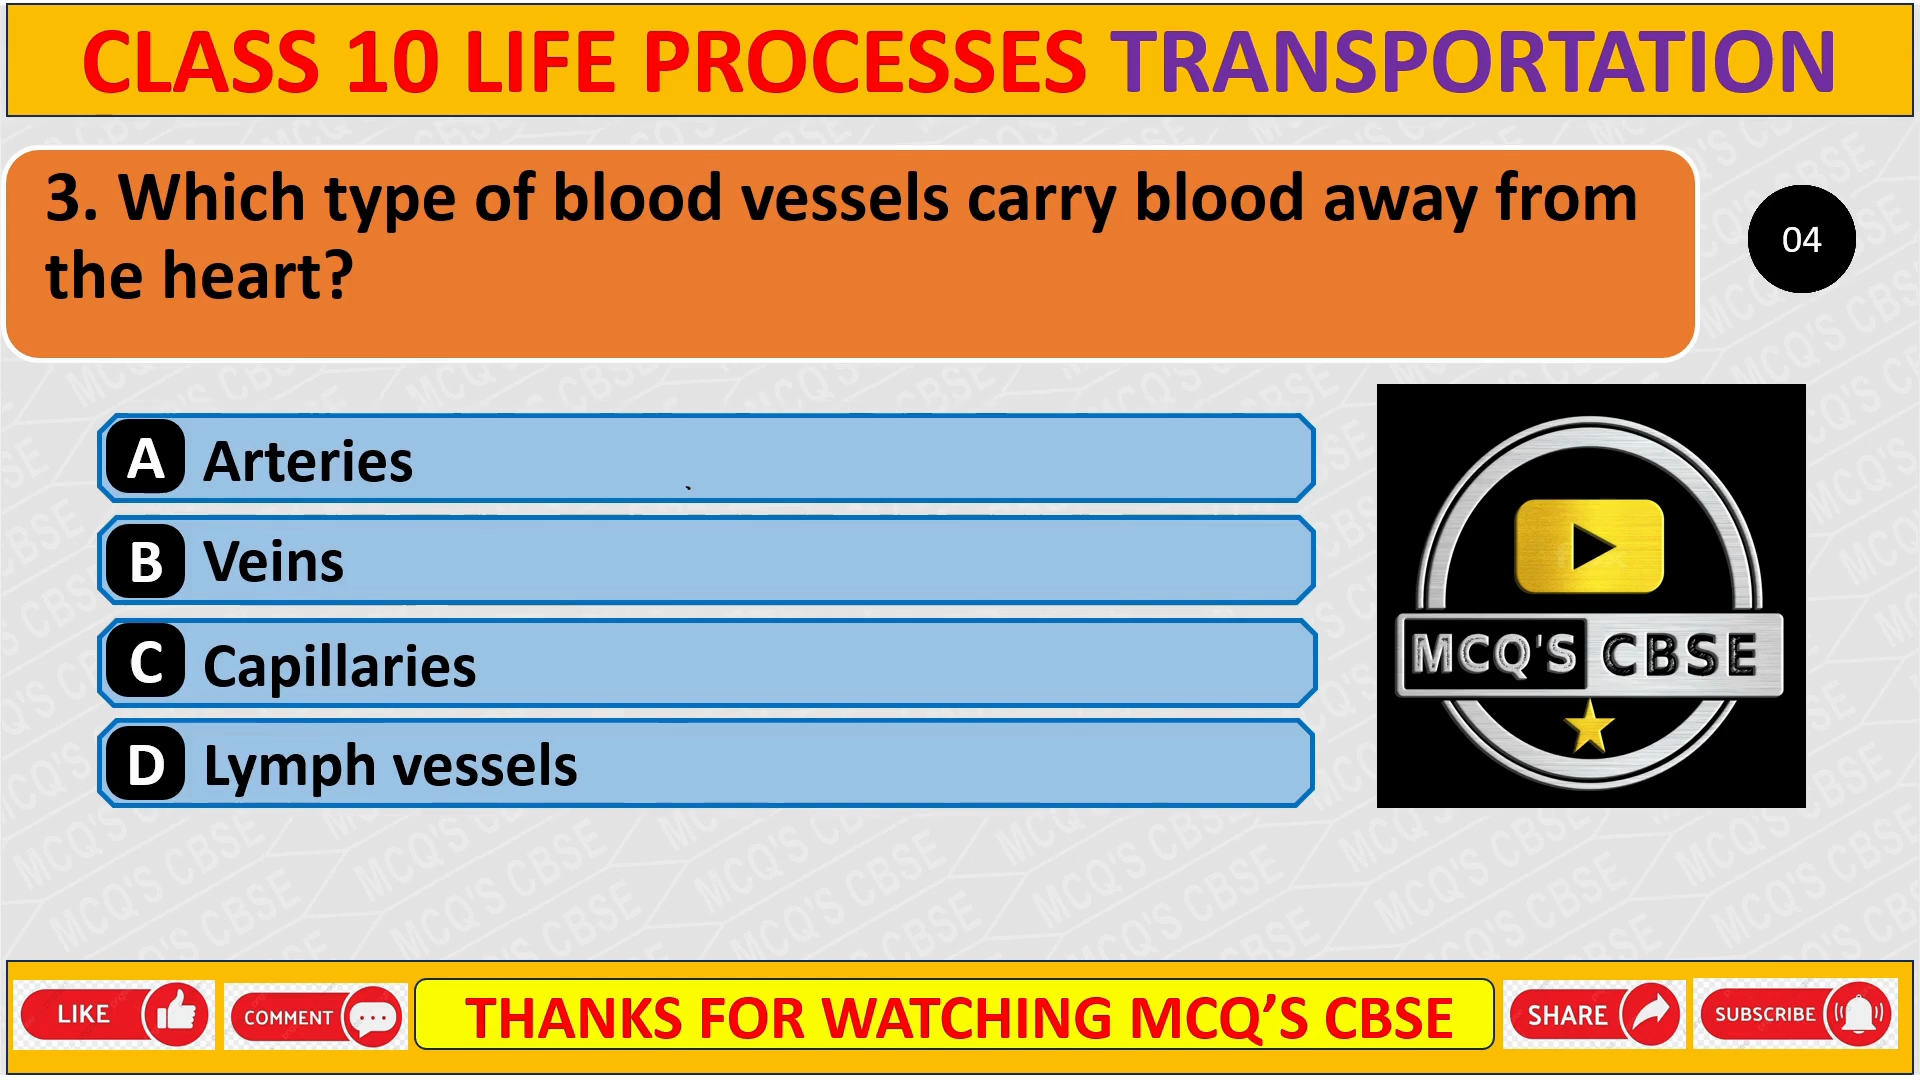 CLASS 10 LIFE PROCESSES TRANSPORTATION
3. Which type of blood vessels carry blood away from
the heart?
04
A Arteries
B Veins
C Capillaries
D Lymph vessels
MCQ'S CBSE
LIKE
COMMENT
THANKS FOR WATCHING MCQ’S CBSE
SHARE
SUBSCRIBE